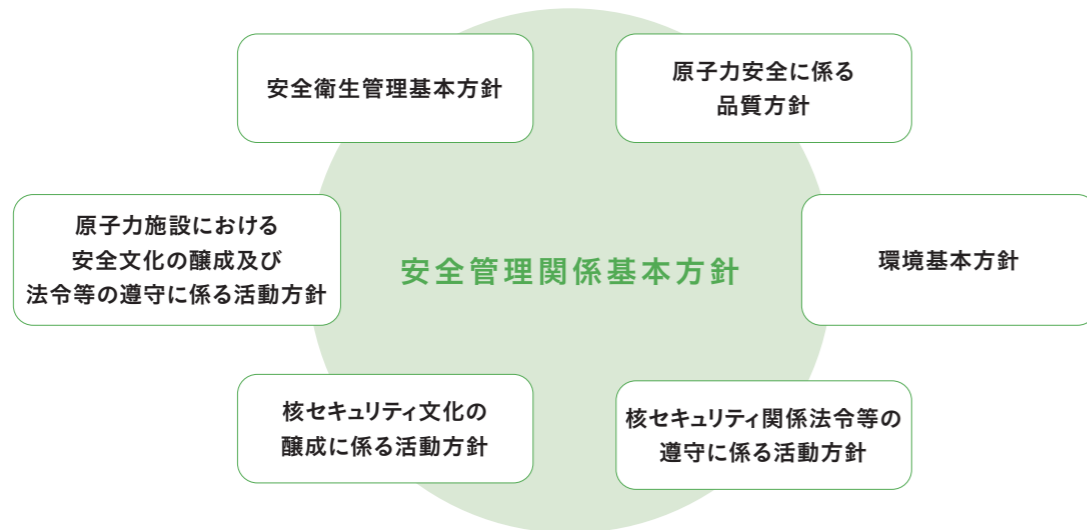 安全衛生管理基本方針
原子力安全に係る
品質方針
原子力施設における
安全文化の醸成及び
法令等の遵守に係る活動方針
安全管理関係基本方針
環境基本方針
核セキュリティ文化の
醸成に係る活動方針
核セキュリティ関係法令等の
遵守に係る活動方針